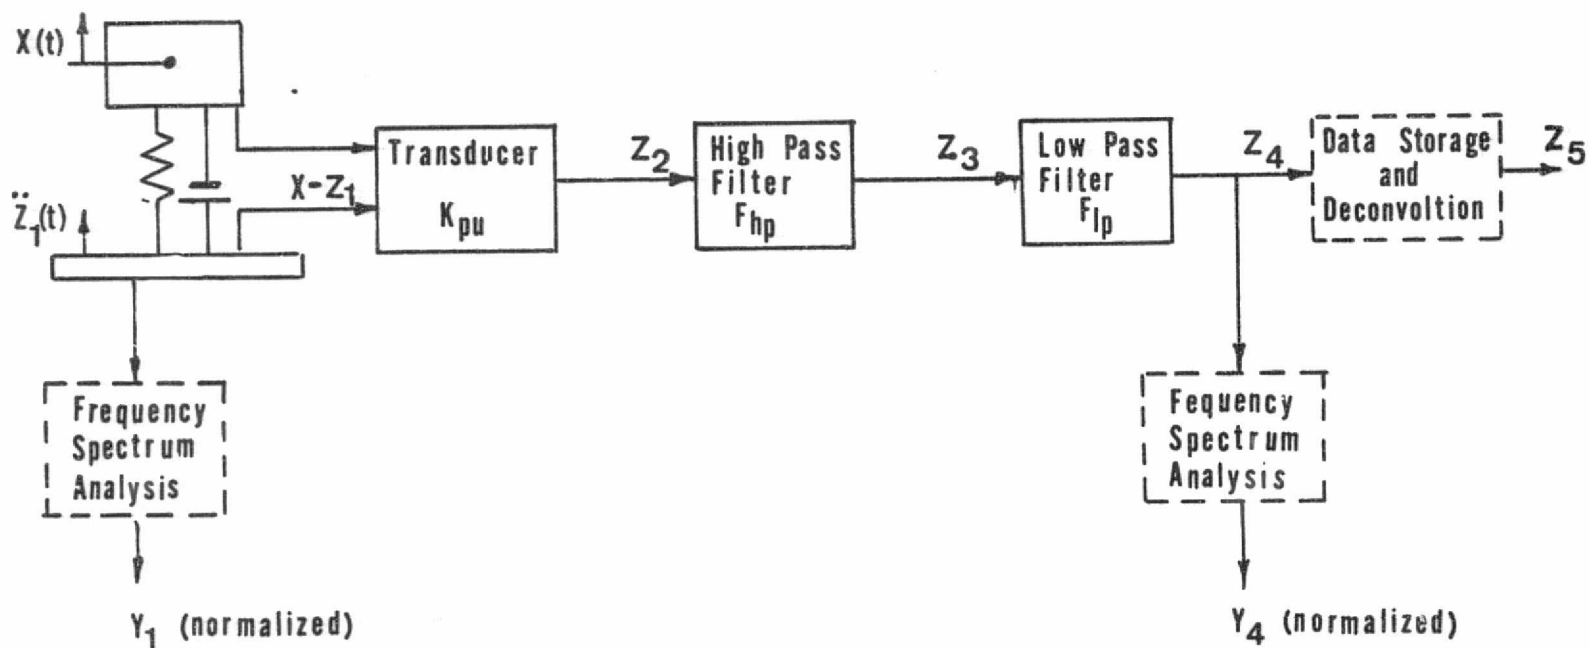 X(t)
Z̈₁(t)
X-Z₁
Transducer
Kpu
Z₂
High Pass
Filter
Fhp
Z₃
Low Pass
Filter
Flp
Z₄
Data Storage
and
Deconvoltion
Z₅
Frequency
Spectrum
Analysis
Y₁ (normalized)
Fequency
Spectrum
Analysis
Y₄ (normalized)